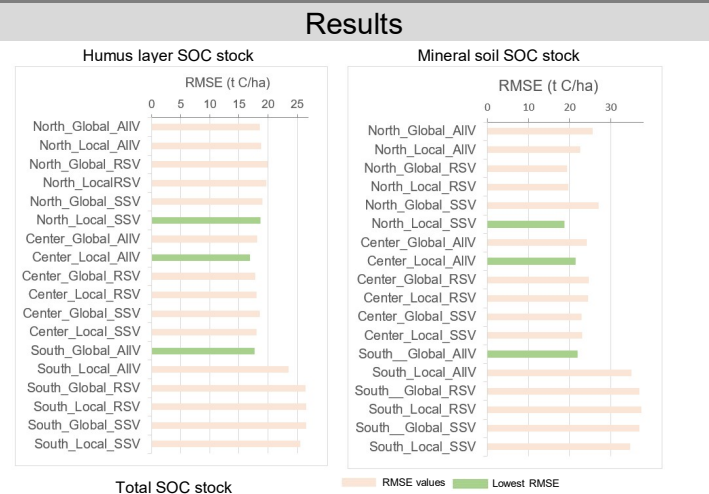 Results
Humus layer SOC stock
RMSE (t C/ha)
0 5 10 15 20 25
North_Global_AllV
North_Local_AllV
North_Global_RSV
North_LocalRSV
North_Global_SSV
North_Local_SSV
Center_Global_AllV
Center_Local_AllV
Center_Global_RSV
Center_Local_RSV
Center_Global_SSV
Center_Local_SSV
South_Global_AllV
South_Local_AllV
South_Global_RSV
South_Local_RSV
South_Global_SSV
South_Local_SSV
Mineral soil SOC stock
RMSE (t C/ha)
0 10 20 30
North_Global_AllV
North_Local_AllV
North_Global_RSV
North_Local_RSV
North_Global_SSV
North_Local_SSV
Center_Global_AllV
Center_Local_AllV
Center_Global_RSV
Center_Local_RSV
Center_Global_SSV
Center_Local_SSV
South__Global_AllV
South_Local_AllV
South__Global_RSV
South_Local_RSV
South__Global_SSV
South_Local_SSV
RMSE values Lowest RMSE
Total SOC stock